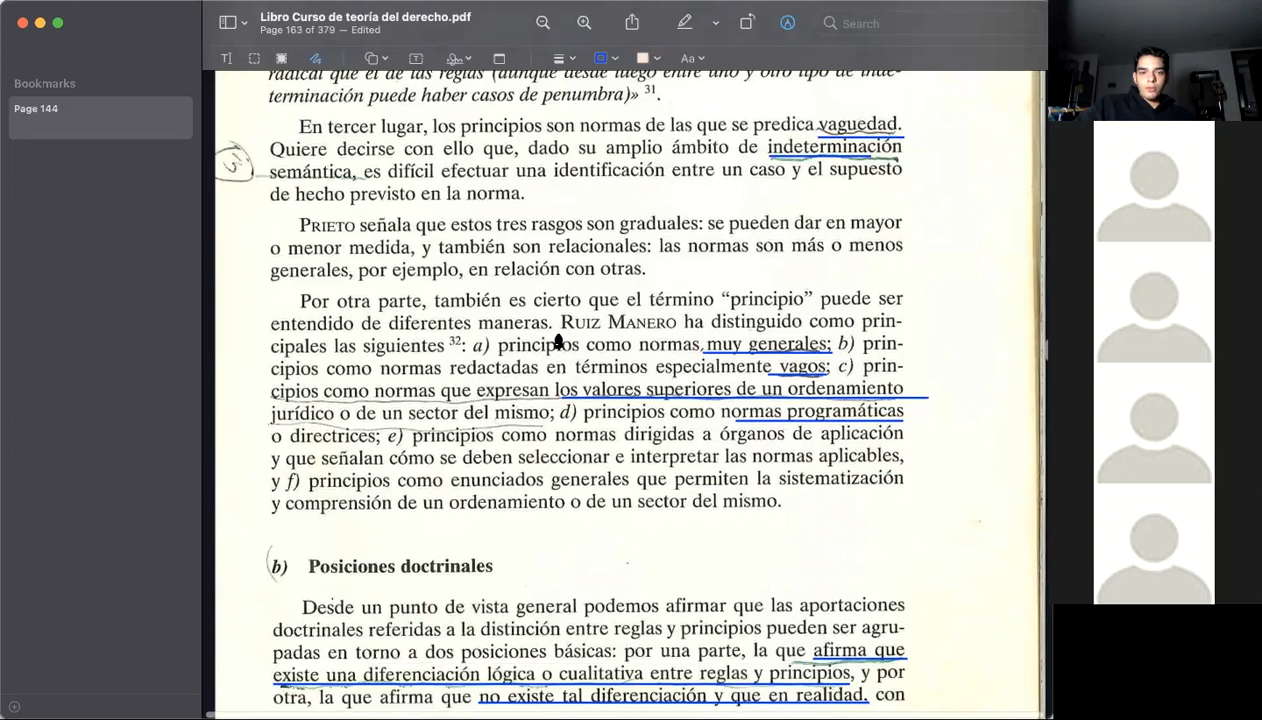 Libro Curso de teoría del derecho.pdf
Page 163 of 379 — Edited
Search
Aa
Bookmarks
Page 144
radical que el de las reglas (aunque desde luego entre uno y otro tipo de inde-
terminación puede haber casos de penumbra)» 31.
En tercer lugar, los principios son normas de las que se predica vaguedad.
Quiere decirse con ello que, dado su amplio ámbito de indeterminación
semántica, es difícil efectuar una identificación entre un caso y el supuesto
de hecho previsto en la norma.
PRIETO señala que estos tres rasgos son graduales: se pueden dar en mayor
o menor medida, y también son relacionales: las normas son más o menos
generales, por ejemplo, en relación con otras.
Por otra parte, también es cierto que el término “principio” puede ser
entendido de diferentes maneras. RUIZ MANERO ha distinguido como prin-
cipales las siguientes 32: a) principios como normas muy generales; b) prin-
cipios como normas redactadas en términos especialmente vagos; c) prin-
cipios como normas que expresan los valores superiores de un ordenamiento
jurídico o de un sector del mismo; d) principios como normas programáticas
o directrices; e) principios como normas dirigidas a órganos de aplicación
y que señalan cómo se deben seleccionar e interpretar las normas aplicables,
y f) principios como enunciados generales que permiten la sistematización
y comprensión de un ordenamiento o de un sector del mismo.
b) Posiciones doctrinales
Desde un punto de vista general podemos afirmar que las aportaciones
doctrinales referidas a la distinción entre reglas y principios pueden ser agru-
padas en torno a dos posiciones básicas: por una parte, la que afirma que
existe una diferenciación lógica o cualitativa entre reglas y principios, y por
otra, la que afirma que no existe tal diferenciación y que en realidad, con